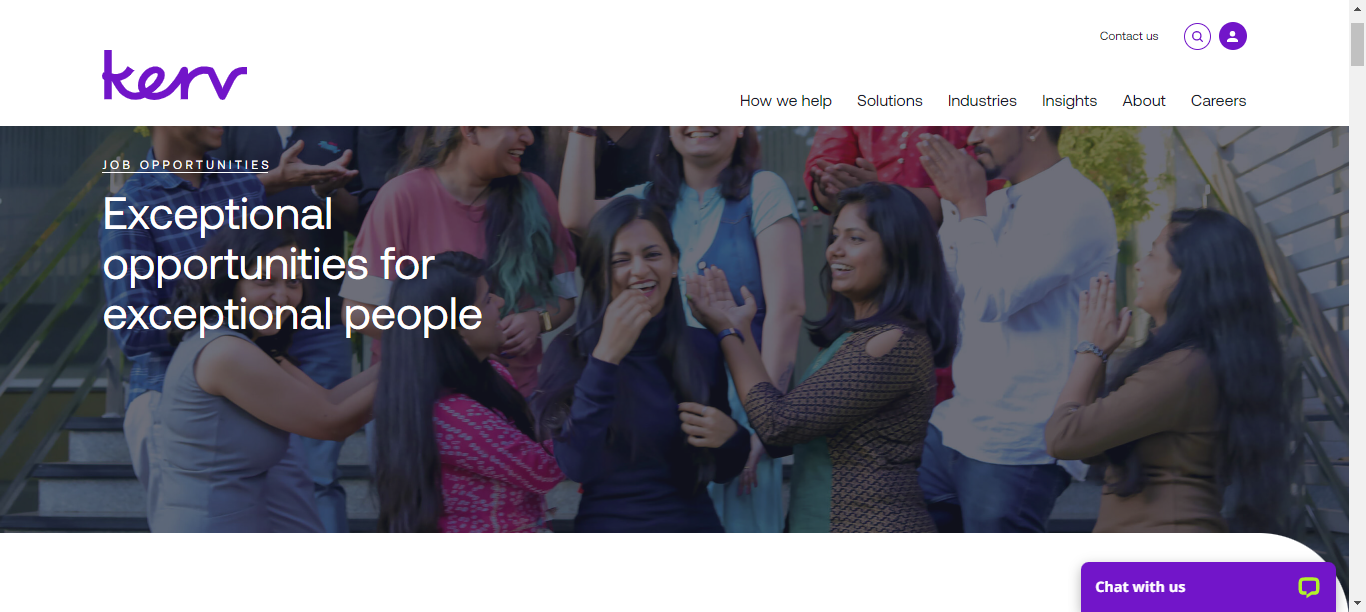 Contact us
kerv
How we help Solutions Industries Insights About Careers
JOB OPPORTUNITIES
Exceptional
opportunities for
exceptional people
Chat with us